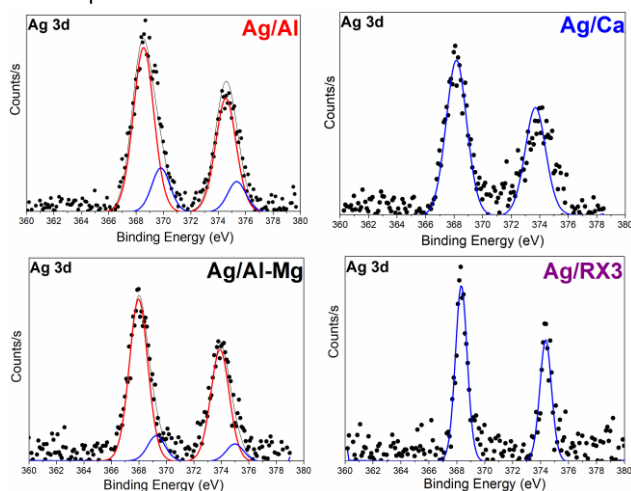 Ag 3d
Ag/Al
Counts/s
360 362 364 366 368 370 372 374 376 378 380
Binding Energy (eV)
Ag 3d
Ag/Ca
Counts/s
360 362 364 366 368 370 372 374 376 378 380
Binding Energy (eV)
Ag 3d
Ag/Al-Mg
Counts/s
360 362 364 366 368 370 372 374 376 378 380
Binding Energy (eV)
Ag 3d
Ag/RX3
Counts/s
360 362 364 366 368 370 372 374 376 378 380
Binding Energy (eV)